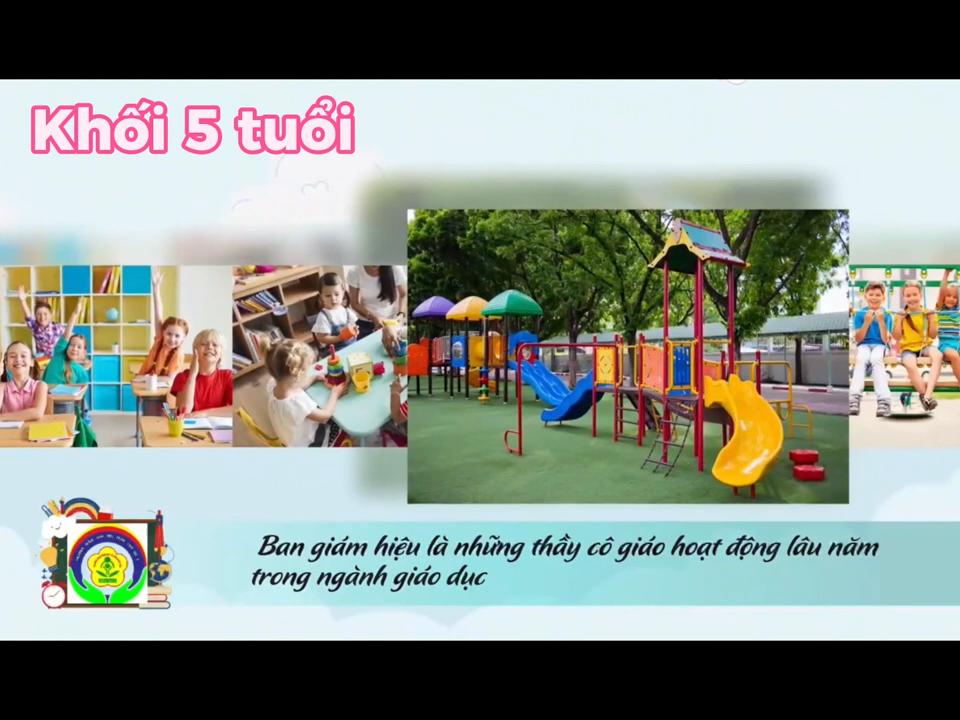 Khối 5 tuổi
Ban giám hiệu là những thầy cô giáo hoạt động lâu năm
trong ngành giáo dục